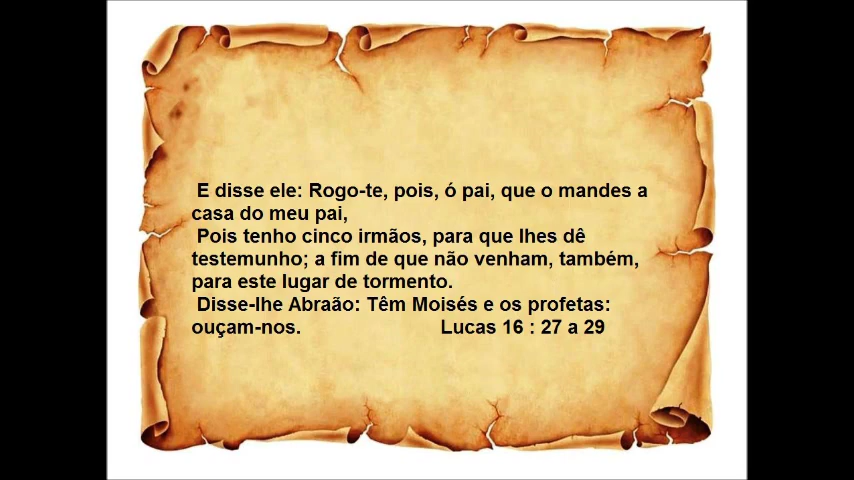 E disse ele: Rogo-te, pois, ó pai, que o mandes a
casa do meu pai,
Pois tenho cinco irmãos, para que lhes dê
testemunho; a fim de que não venham, também,
para este lugar de tormento.
Disse-lhe Abraão: Têm Moisés e os profetas:
ouçam-nos. Lucas 16 : 27 a 29